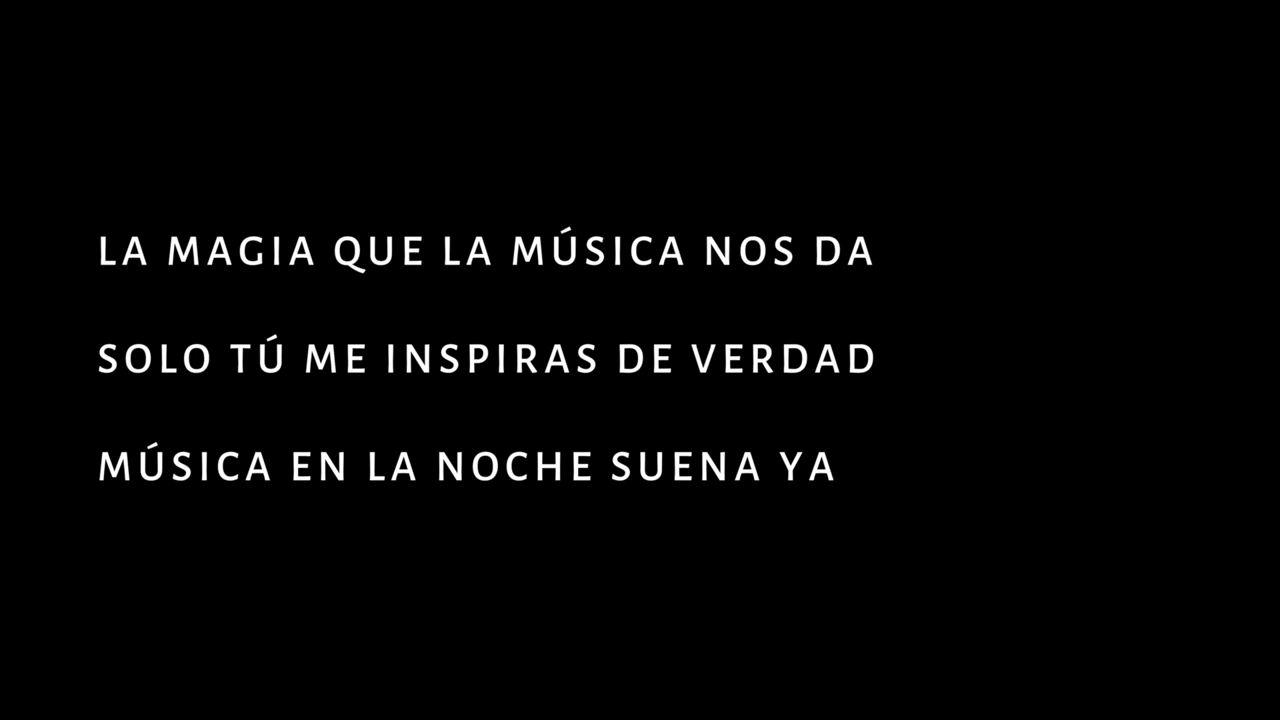 LA MAGIA QUE LA MÚSICA NOS DA
SOLO TÚ ME INSPIRAS DE VERDAD
MÚSICA EN LA NOCHE SUENA YA